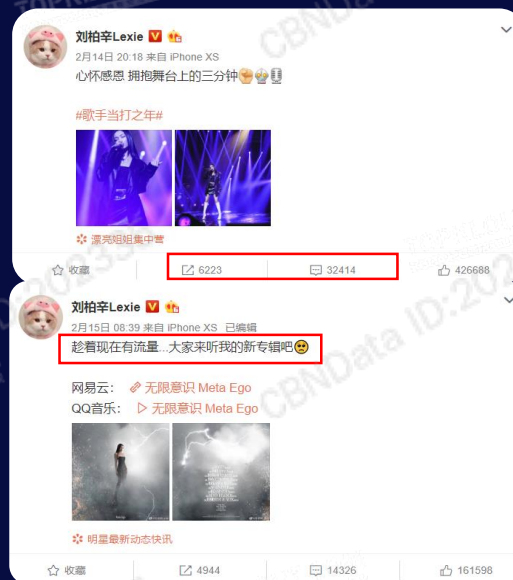 刘柏辛Lexie
2月14日 20:18 来自 iPhone XS
心怀感恩 拥抱舞台上的三分钟
#歌手当打之年#
漂亮姐姐集中营
收藏 6223 32414 426688
刘柏辛Lexie
2月15日 08:39 来自 iPhone XS 已编辑
趁着现在有流量...大家来听我的新专辑吧
网易云： 无限意识 Meta Ego
QQ音乐： 无限意识 Meta Ego
明星最新动态快讯
收藏 4944 14326 161598
CBNData
CBNData ID:202